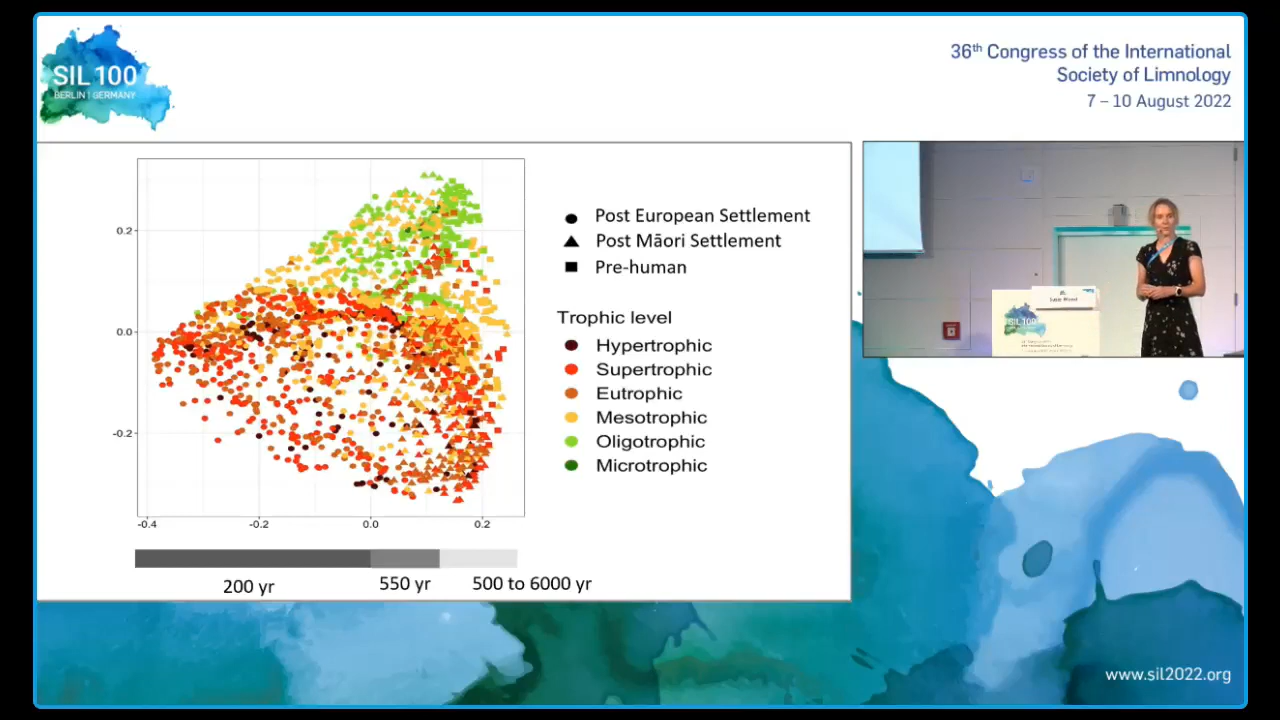 SIL 100
BERLIN | GERMANY
36th Congress of the International
Society of Limnology
7 – 10 August 2022
0.2
0.0
-0.2
-0.4
-0.2
0.0
0.2
Post European Settlement
Post Māori Settlement
Pre-human
Trophic level
Hypertrophic
Supertrophic
Eutrophic
Mesotrophic
Oligotrophic
Microtrophic
200 yr
550 yr
500 to 6000 yr
SIL 100
www.sil2022.org